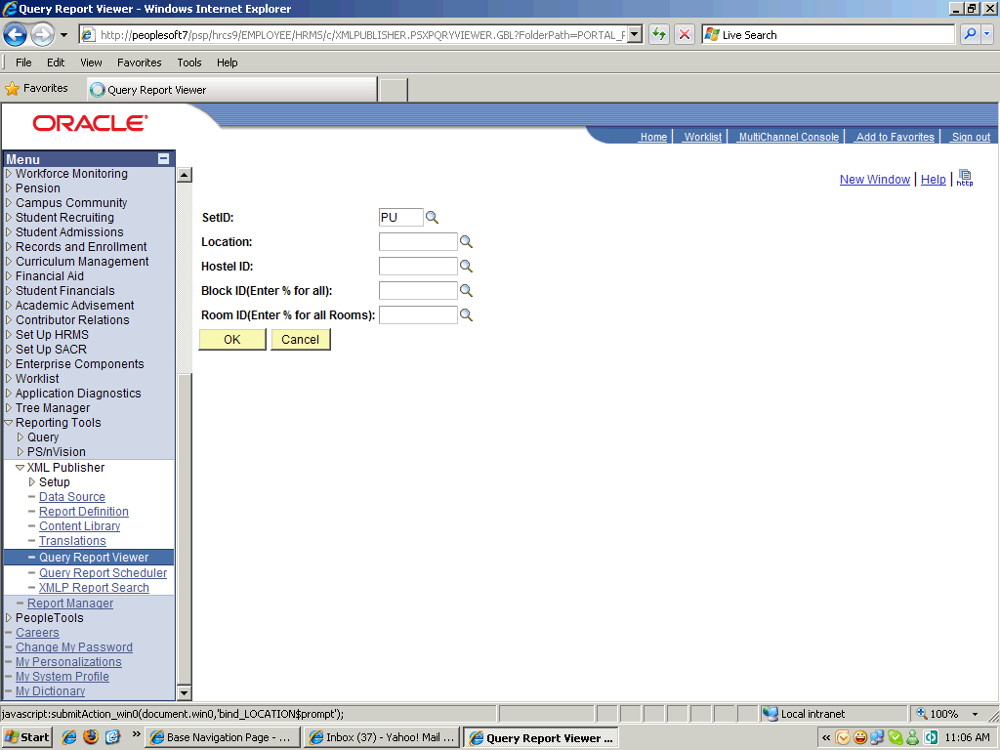 Query Report Viewer - Windows Internet Explorer
http://peoplesoft7/psp/hrcs9/EMPLOYEE/HRMS/c/XMLPUBLISHER.PSXPQRYVIEWER.GBL?FolderPath=PORTAL_F
Live Search
File Edit View Favorites Tools Help
Favorites
Query Report Viewer
ORACLE
Home
Worklist
MultiChannel Console
Add to Favorites
Sign out
New Window | Help | http
Menu
Workforce Monitoring
Pension
Campus Community
Student Recruiting
Student Admissions
Records and Enrollment
Curriculum Management
Financial Aid
Student Financials
Academic Advisement
Contributor Relations
Set Up HRMS
Set Up SACR
Enterprise Components
Worklist
Application Diagnostics
Tree Manager
Reporting Tools
Query
PS/nVision
XML Publisher
Setup
Data Source
Report Definition
Content Library
Translations
Query Report Viewer
Query Report Scheduler
XMLP Report Search
Report Manager
PeopleTools
Careers
Change My Password
My Personalizations
My System Profile
My Dictionary
SetID: PU
Location:
Hostel ID:
Block ID(Enter % for all):
Room ID(Enter % for all Rooms):
OK Cancel
javascript:submitAction_win0(document.win0,'bind_LOCATION$prompt');
Local intranet
100%
Start
Base Navigation Page - ...
Inbox (37) - Yahoo! Mail ...
Query Report Viewer ...
11:06 AM